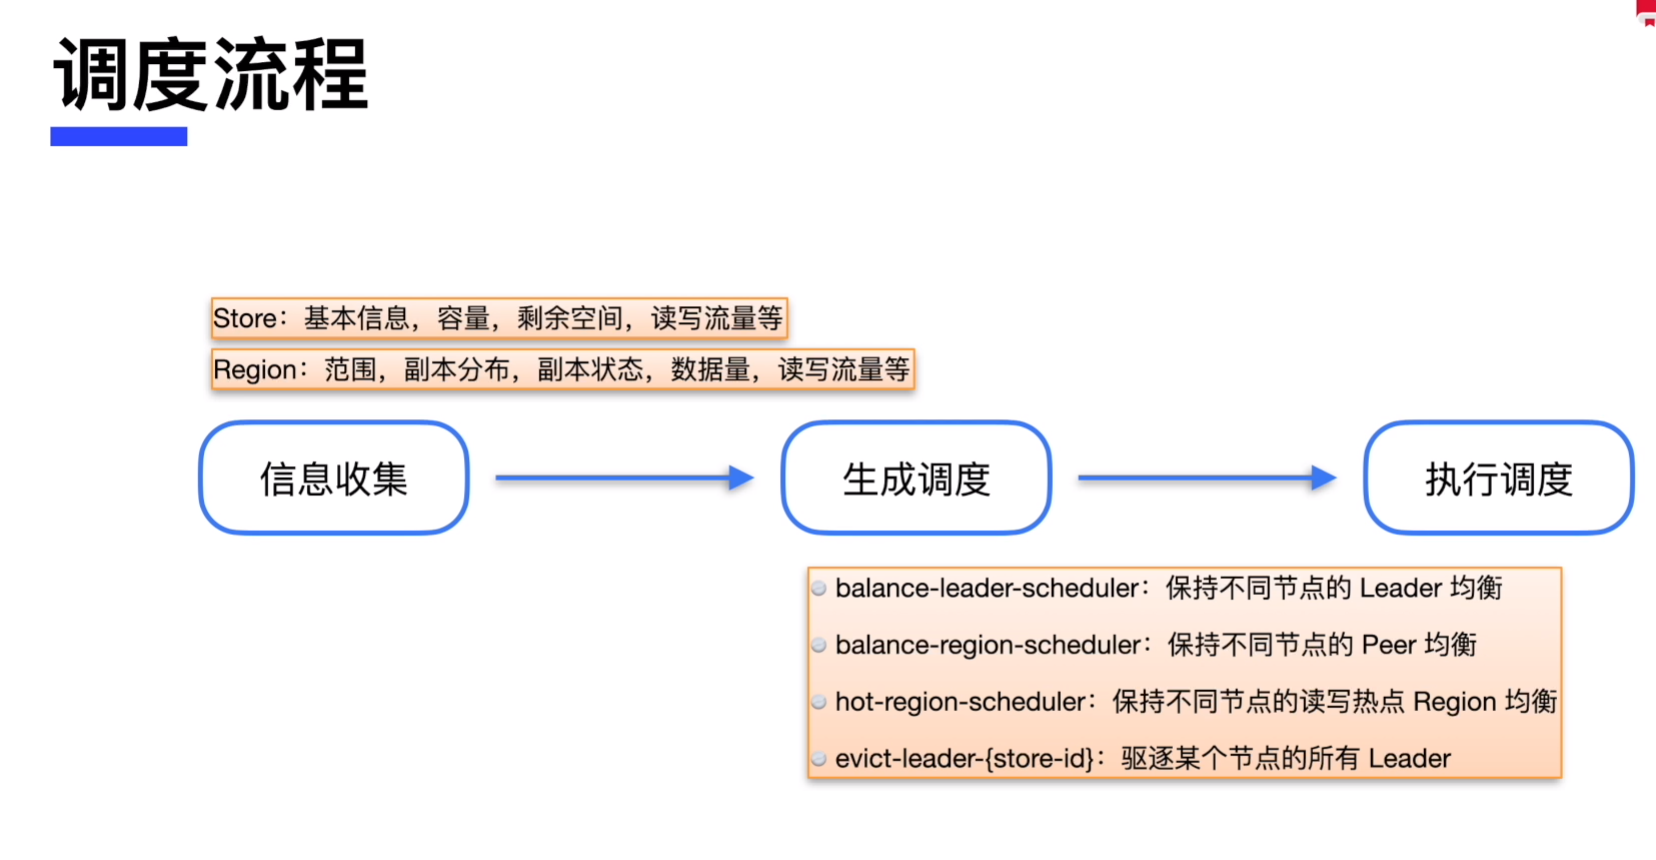 调度流程
Store：基本信息，容量，剩余空间，读写流量等
Region：范围，副本分布，副本状态，数据量，读写流量等
信息收集
生成调度
执行调度
balance-leader-scheduler：保持不同节点的 Leader 均衡
balance-region-scheduler：保持不同节点的 Peer 均衡
hot-region-scheduler：保持不同节点的读写热点 Region 均衡
evict-leader-{store-id}：驱逐某个节点的所有 Leader